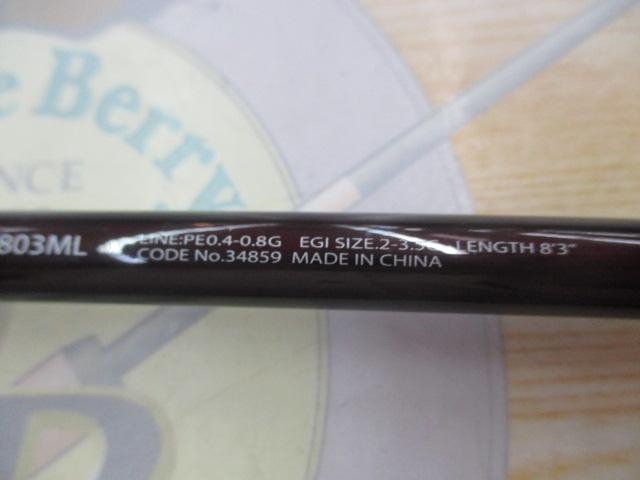 e Berry
NCE
803ML LINE:PE0.4-0.8G EGI SIZE.2-3.5G LENGTH 8'3"
CODE No.34859 MADE IN CHINA